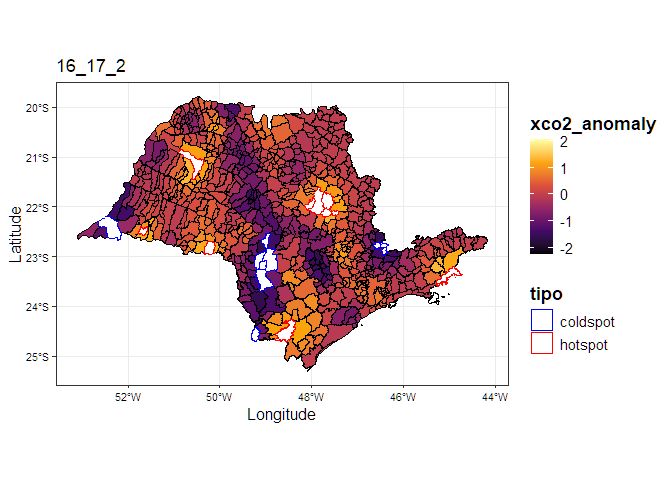 16_17_2
20°S
21°S
22°S
23°S
24°S
25°S
Latitude
52°W
50°W
48°W
46°W
44°W
Longitude
xco2_anomaly
2
1
0
-1
-2
tipo
coldspot
hotspot